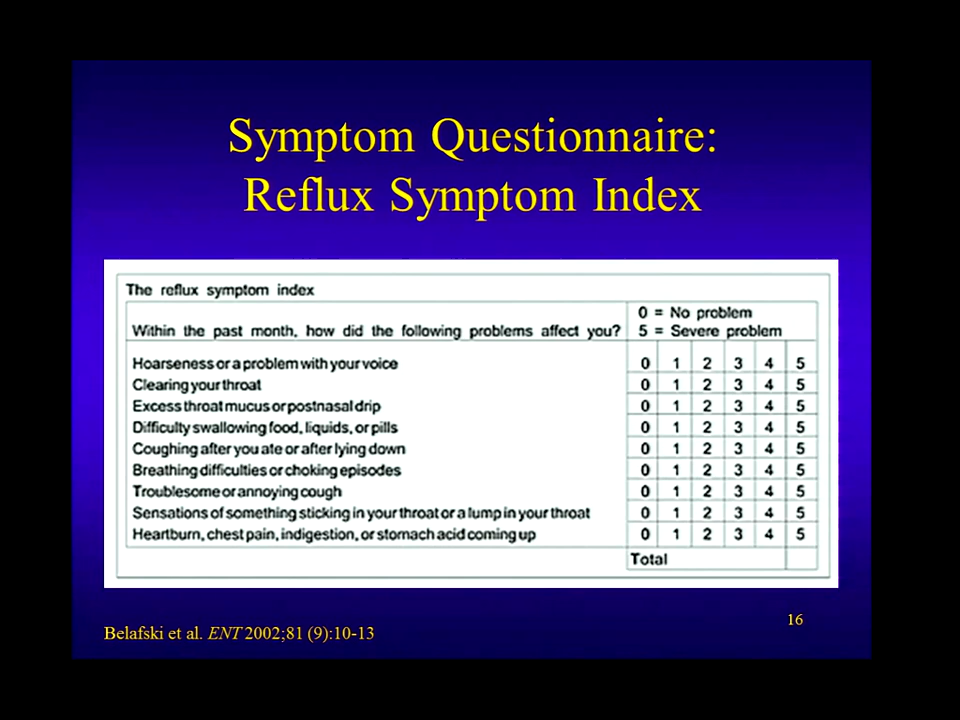 Symptom Questionnaire:
Reflux Symptom Index
The reflux symptom index
0 = No problem
Within the past month, how did the following problems affect you? 5 = Severe problem
Hoarseness or a problem with your voice 0 1 2 3 4 5
Clearing your throat 0 1 2 3 4 5
Excess throat mucus or postnasal drip 0 1 2 3 4 5
Difficulty swallowing food, liquids, or pills 0 1 2 3 4 5
Coughing after you ate or after lying down 0 1 2 3 4 5
Breathing difficulties or choking episodes 0 1 2 3 4 5
Troublesome or annoying cough 0 1 2 3 4 5
Sensations of something sticking in your throat or a lump in your throat 0 1 2 3 4 5
Heartburn, chest pain, indigestion, or stomach acid coming up 0 1 2 3 4 5
Total
16
Belafski et al. ENT 2002;81 (9):10-13